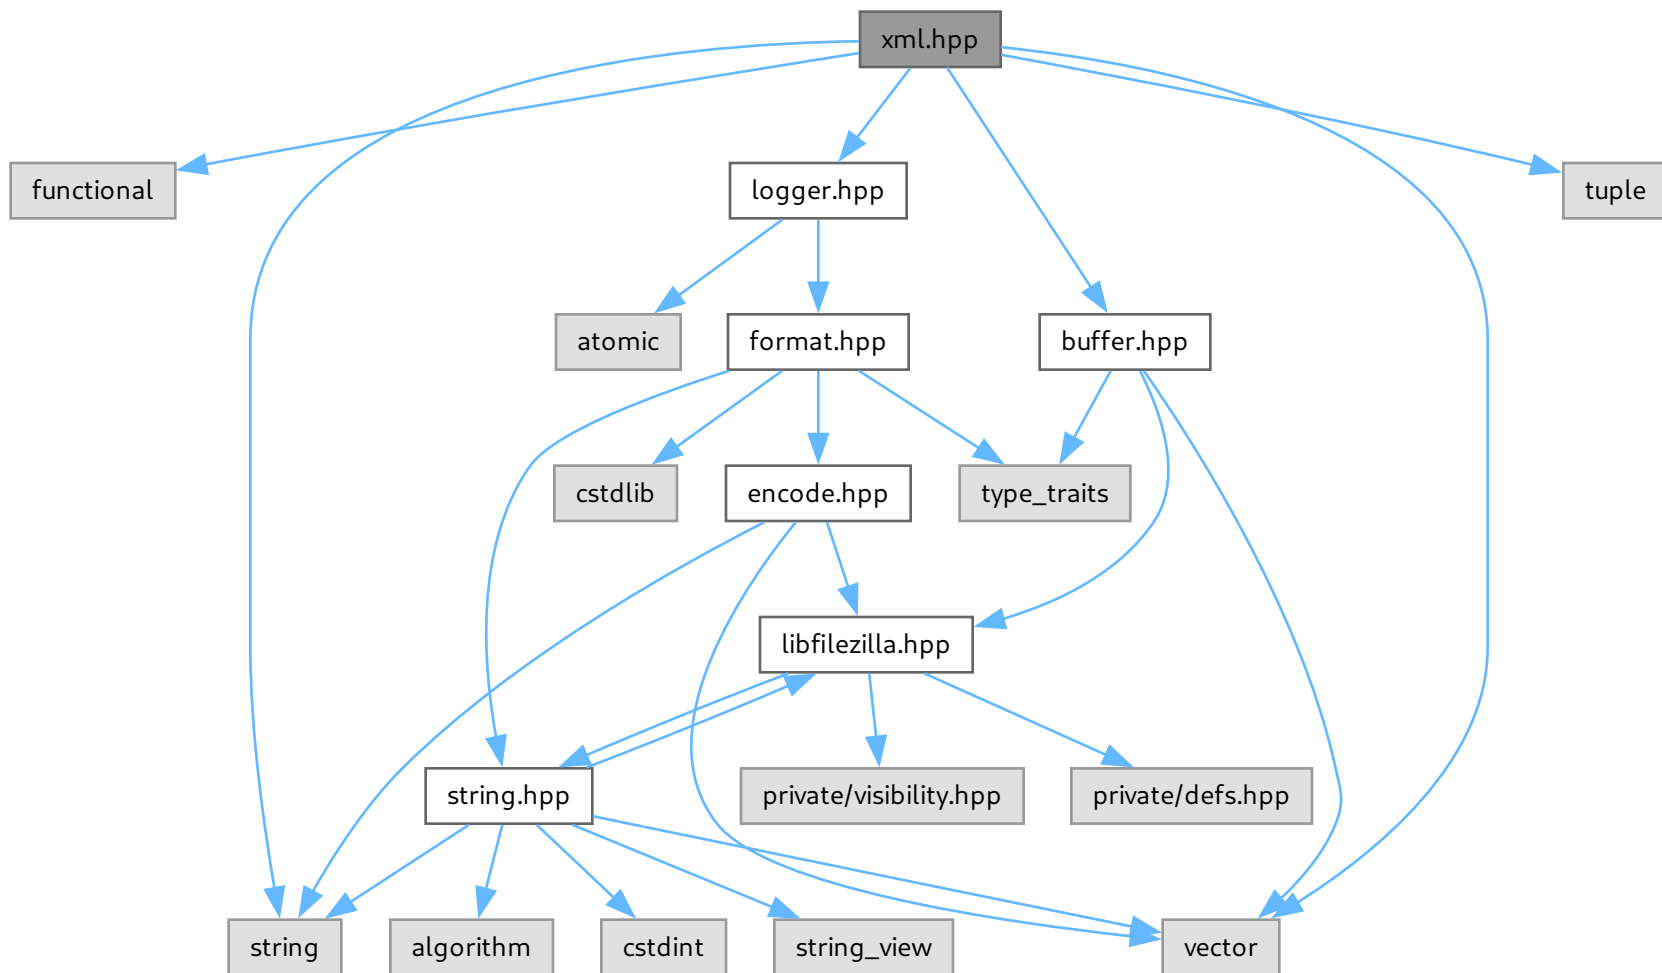 xml.hpp
functional
logger.hpp
tuple
atomic
format.hpp
buffer.hpp
cstdlib
encode.hpp
type_traits
libfilezilla.hpp
string.hpp
private/visibility.hpp
private/defs.hpp
string
algorithm
cstdint
string_view
vector